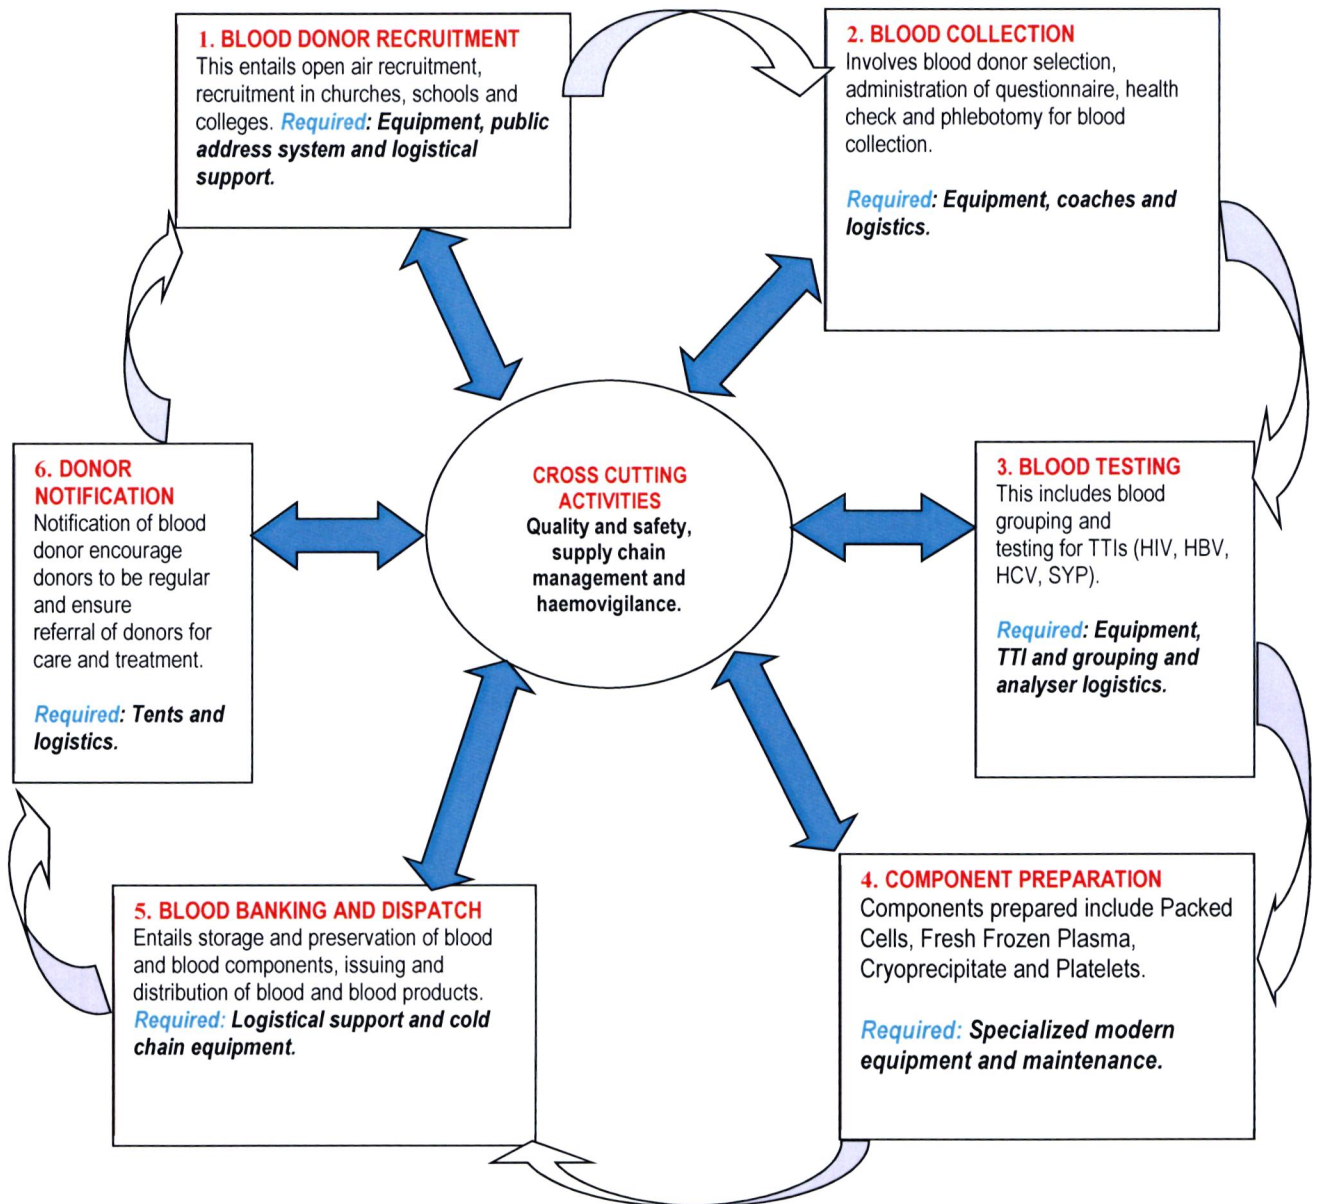 1. BLOOD DONOR RECRUITMENT
This entails open air recruitment,
recruitment in churches, schools and
colleges. Required: Equipment, public
address system and logistical
support.
2. BLOOD COLLECTION
Involves blood donor selection,
administration of questionnaire, health
check and phlebotomy for blood
collection.
Required: Equipment, coaches and
logistics.
3. BLOOD TESTING
This includes blood
grouping and
testing for TTIs (HIV, HBV,
HCV, SYP).
Required: Equipment,
TTI and grouping and
analyser logistics.
4. COMPONENT PREPARATION
Components prepared include Packed
Cells, Fresh Frozen Plasma,
Cryoprecipitate and Platelets.
Required: Specialized modern
equipment and maintenance.
5. BLOOD BANKING AND DISPATCH
Entails storage and preservation of blood
and blood components, issuing and
distribution of blood and blood products.
Required: Logistical support and cold
chain equipment.
6. DONOR
NOTIFICATION
Notification of blood
donor encourage
donors to be regular
and ensure
referral of donors for
care and treatment.
Required: Tents and
logistics.
CROSS CUTTING
ACTIVITIES
Quality and safety,
supply chain
management and
haemovigilance.